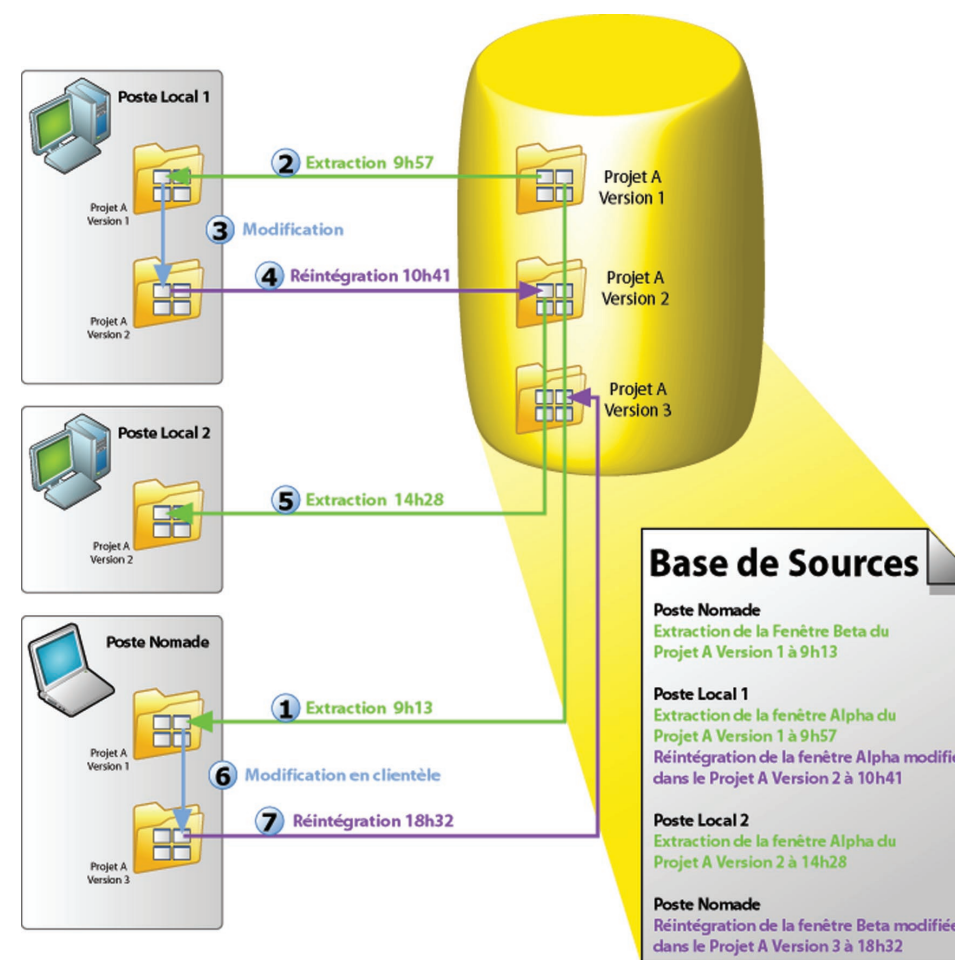 Poste Local 1
Projet A
Version 1
2 Extraction 9h57
3 Modification
4 Réintégration 10h41
Projet A
Version 2
Projet A
Version 1
Projet A
Version 2
Projet A
Version 3
Poste Local 2
5 Extraction 14h28
Projet A
Version 2
Poste Nomade
1 Extraction 9h13
Projet A
Version 1
6 Modification en clientèle
7 Réintégration 18h32
Projet A
Version 3
Base de Sources
Poste Nomade
Extraction de la Fenêtre Beta du
Projet A Version 1 à 9h13
Poste Local 1
Extraction de la fenêtre Alpha du
Projet A Version 1 à 9h57
Réintégration de la fenêtre Alpha modifié
dans le Projet A Version 2 à 10h41
Poste Local 2
Extraction de la fenêtre Alpha du
Projet A Version 2 à 14h28
Poste Nomade
Réintégration de la fenêtre Beta modifiée
dans le Projet A Version 3 à 18h32